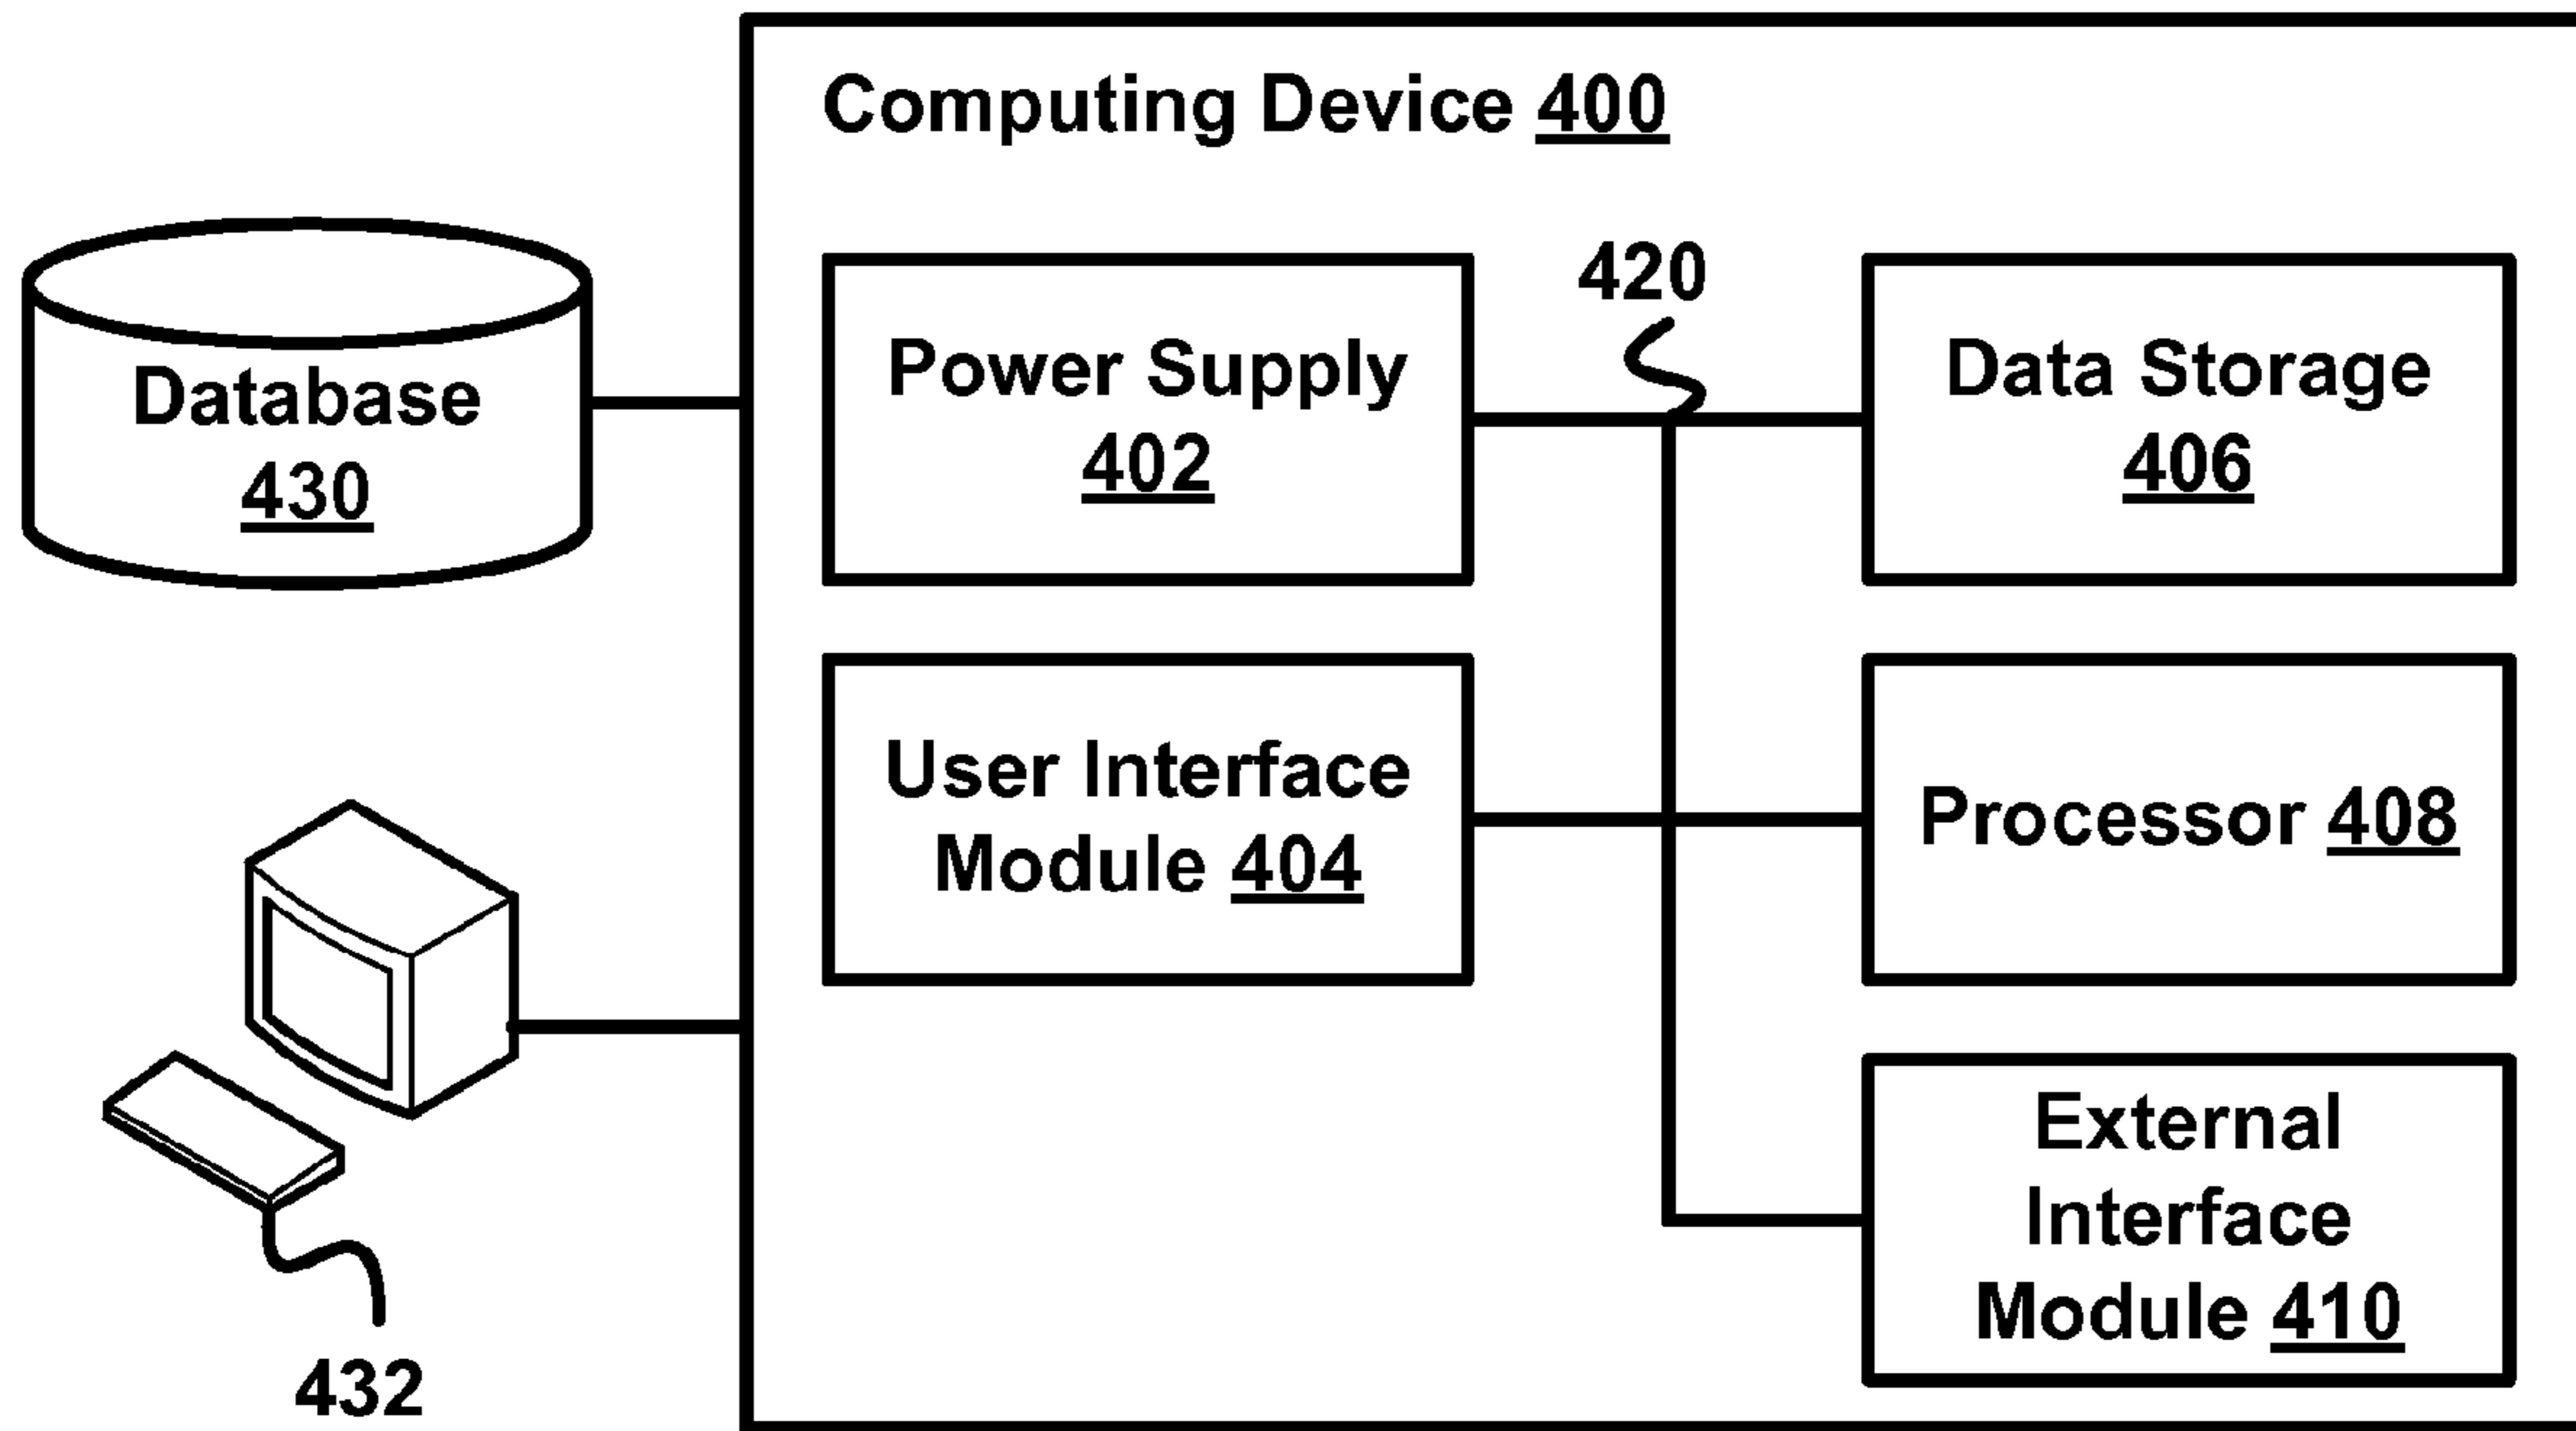 Computing Device 400
420
Power Supply
402
Data Storage
406
Database
430
User Interface
Module 404
Processor 408
External
Interface
Module 410
432